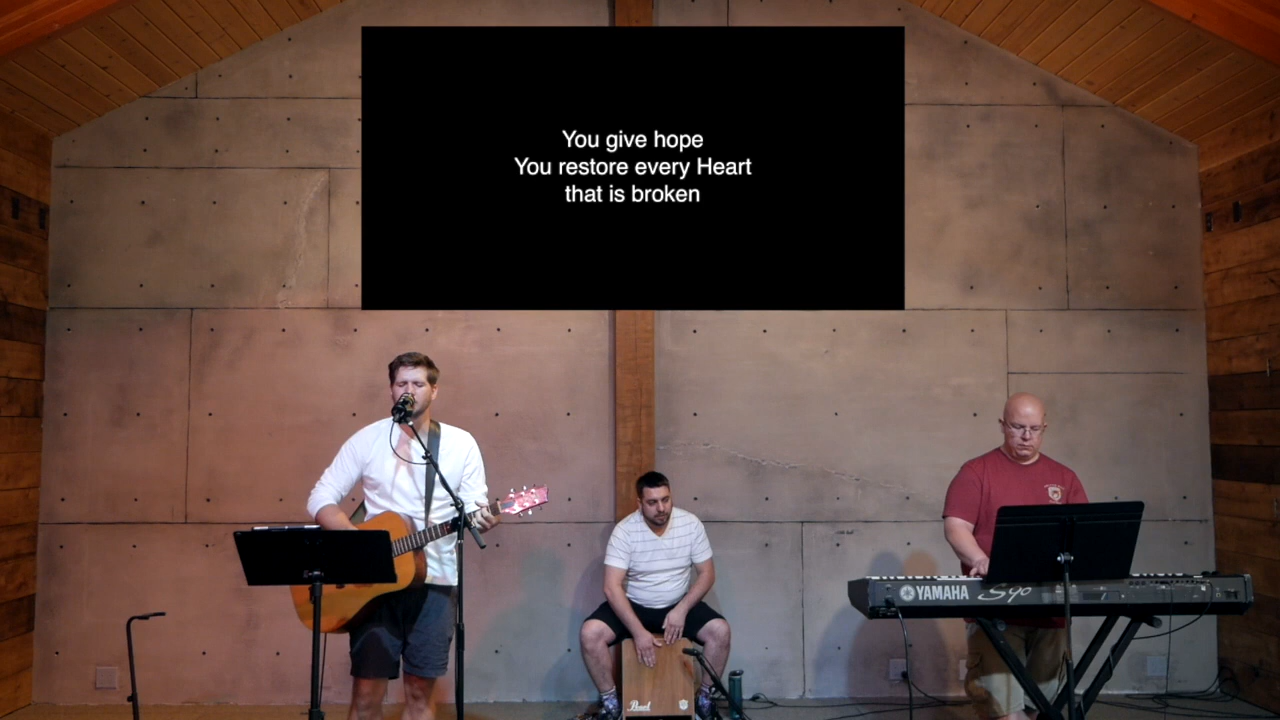 You give hope
You restore every Heart
that is broken
YAMAHA S90
Pearl